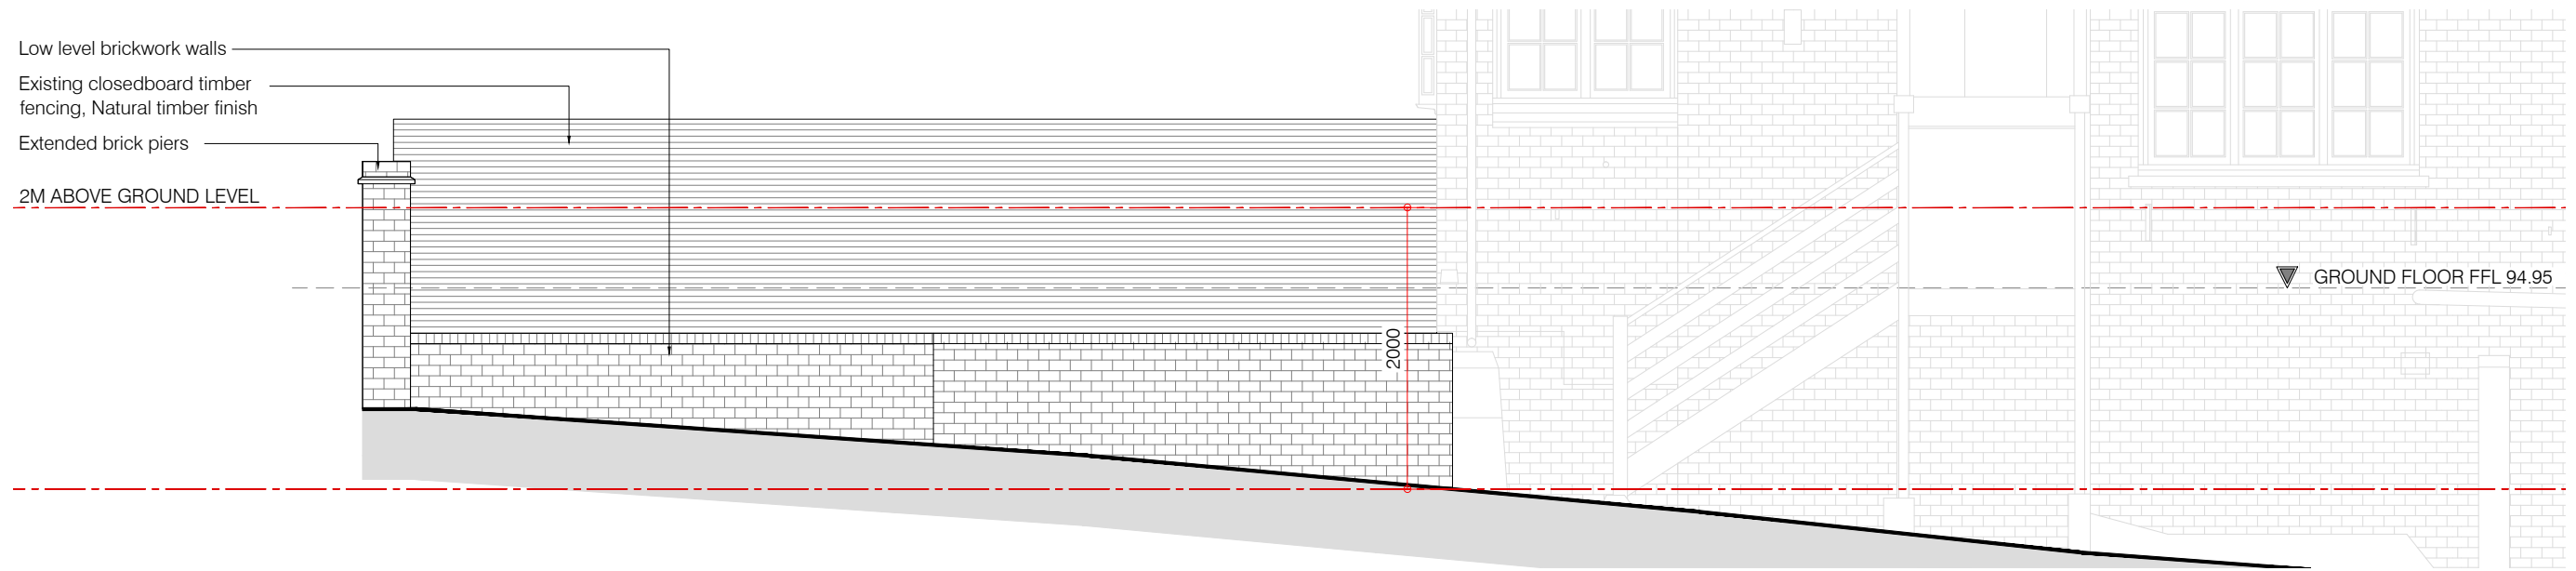 Low level brickwork walls
Existing closedboard timber
fencing, Natural timber finish
Extended brick piers
2M ABOVE GROUND LEVEL
GROUND FLOOR FFL 94.95
2000